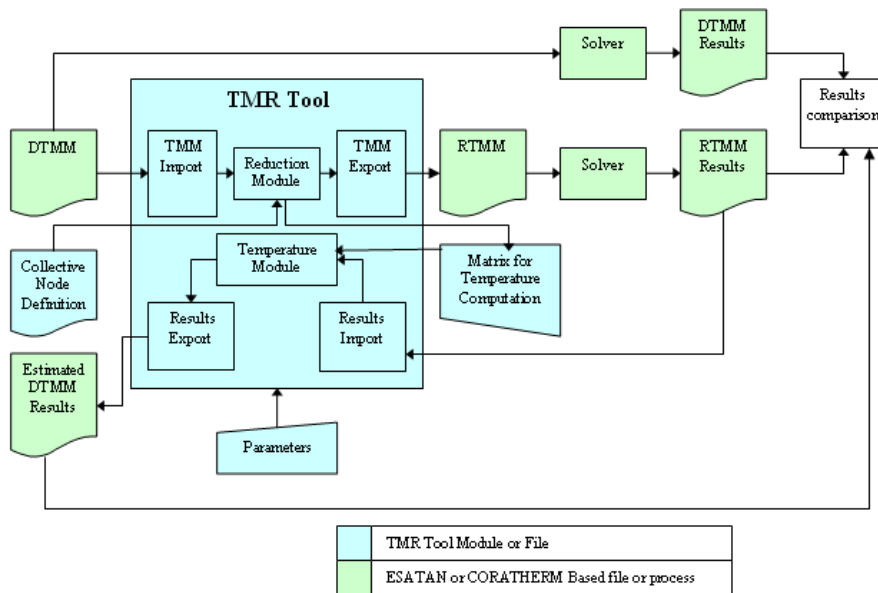 Solver
DTMM
Results
TMR Tool
Results
comparison
DTMM
TMM
Import
Reduction
Module
TMM
Export
RTMM
Solver
RTMM
Results
Collective
Node
Definition
Temperature
Module
Matrix for
Temperature
Computation
Results
Export
Results
Import
Estimated
DTMM
Results
Parameters
TMR Tool Module or File
ESATAN or CORATHERM Based file or process